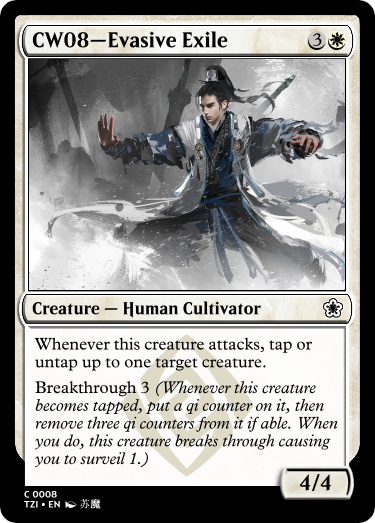 CW08—Evasive Exile 3
Creature — Human Cultivator
Whenever this creature attacks, tap or
untap up to one target creature.
Breakthrough 3 (Whenever this creature
becomes tapped, put a qi counter on it, then
remove three qi counters from it if able. When
you do, this creature breaks through causing
you to surveil 1.)
4/4
C 0008
TZI • EN 苏魔